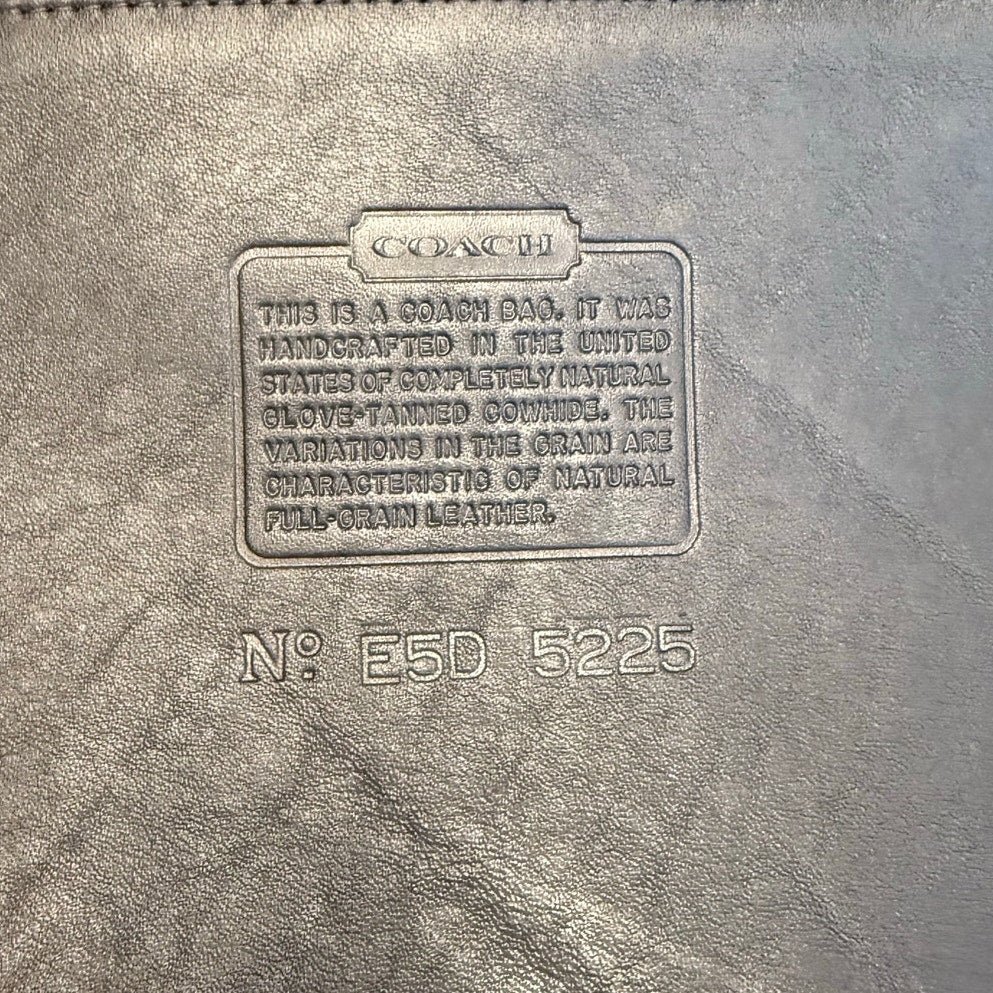 COACH
THIS IS A COACH BAG. IT WAS
HANDCRAFTED IN THE UNITED
STATES OF COMPLETELY NATURAL
GLOVE-TANNED COWHIDE. THE
VARIATIONS IN THE GRAIN ARE
CHARACTERISTIC OF NATURAL
FULL-GRAIN LEATHER.
Nº: E5D 5225